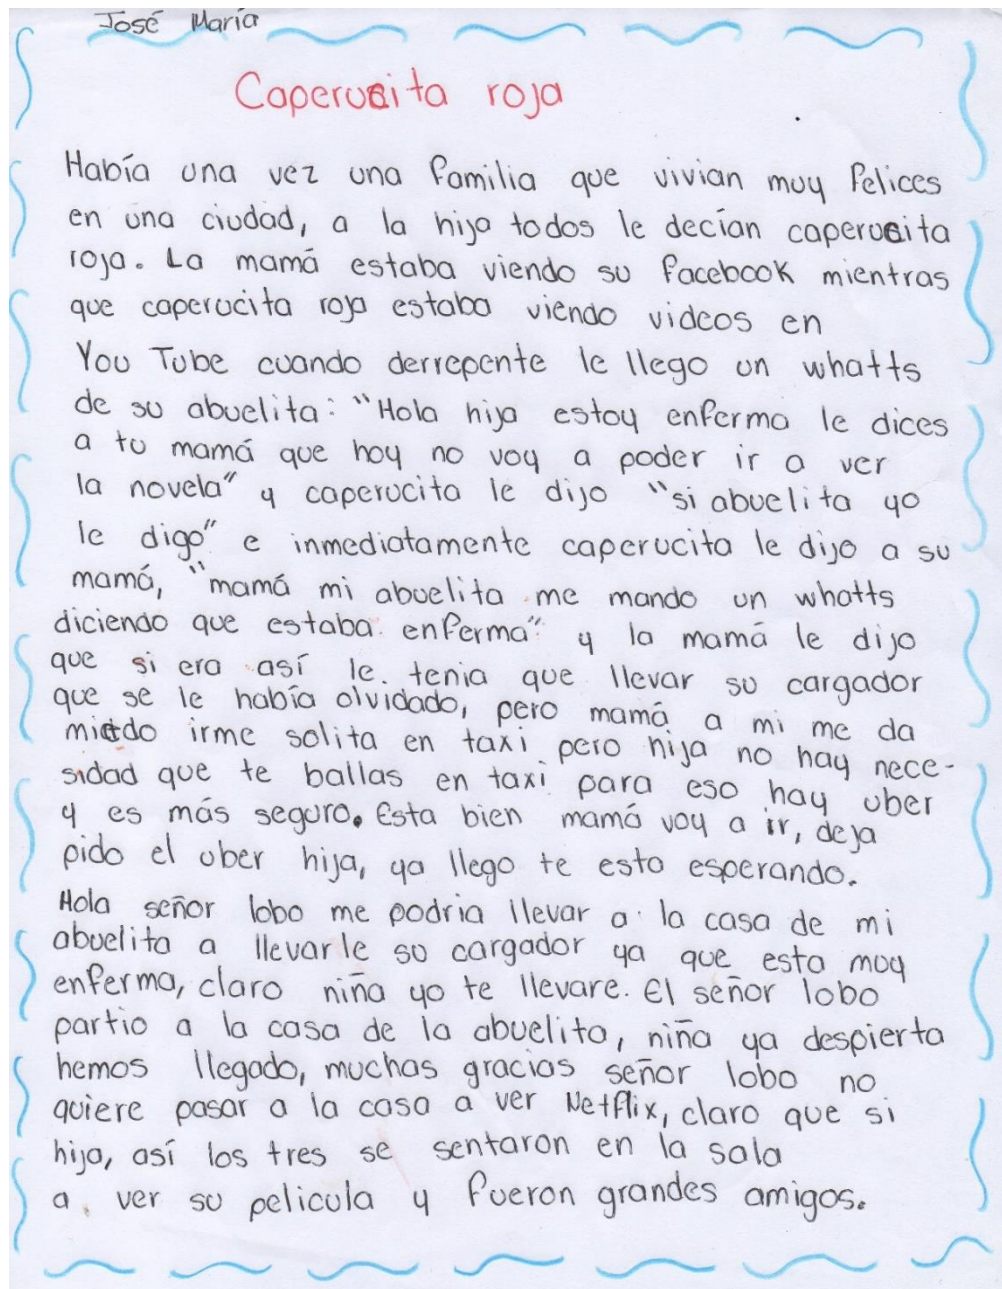 José María
Caperucita roja
Había una vez una familia que vivian muy felices
en una ciudad, a la hija todos le decían caperucita
roja. La mamá estaba viendo su facebook mientras
que caperucita roja estaba viendo videos en
You Tube cuando derrepente le llego un whatts
de su abuelita: "Hola hija estoy enferma le dices
a tu mamá que hoy no voy a poder ir a ver
la novela" y caperucita le dijo "si abuelita yo
le digo" e inmediatamente caperucita le dijo a su
mamá, "mamá mi abuelita me mando un whatts
diciendo que estaba enferma" y la mamá le dijo
que si era así le tenia que llevar su cargador
que se le había olvidado, pero mamá a mi me da
miedo irme solita en taxi pero hija no hay nece-
sidad que te ballas en taxi para eso hay uber
y es más seguro. Esta bien mamá voy a ir, deja
pido el uber hija, ya llego te esta esperando.
Hola señor lobo me podria llevar a la casa de mi
abuelita a llevarle su cargador ya que esta muy
enferma, claro niña yo te llevare. El señor lobo
partio a la casa de la abuelita, niña ya despierta
hemos llegado, muchas gracias señor lobo no
quiere pasar a la casa a ver Netflix, claro que si
hija, así los tres se sentaron en la sala
a ver su pelicula y fueron grandes amigos.